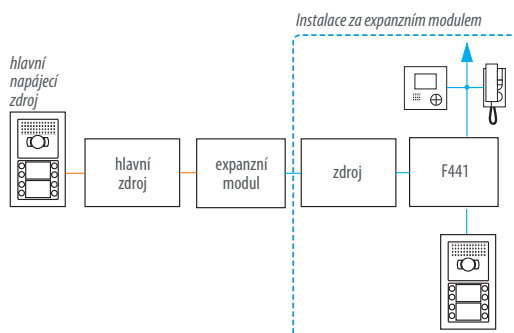 Instalace za expanzním modulem
hlavní
napájecí
zdroj
hlavní
zdroj
expanzní
modul
zdroj
F441